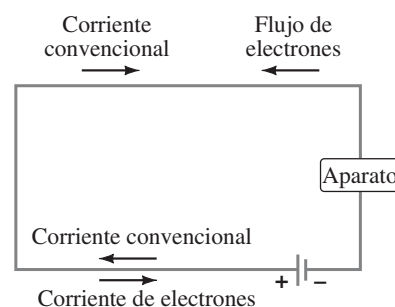 Corriente
convencional
Flujo de
electrones
Aparato
Corriente convencional
+ –
Corriente de electrones